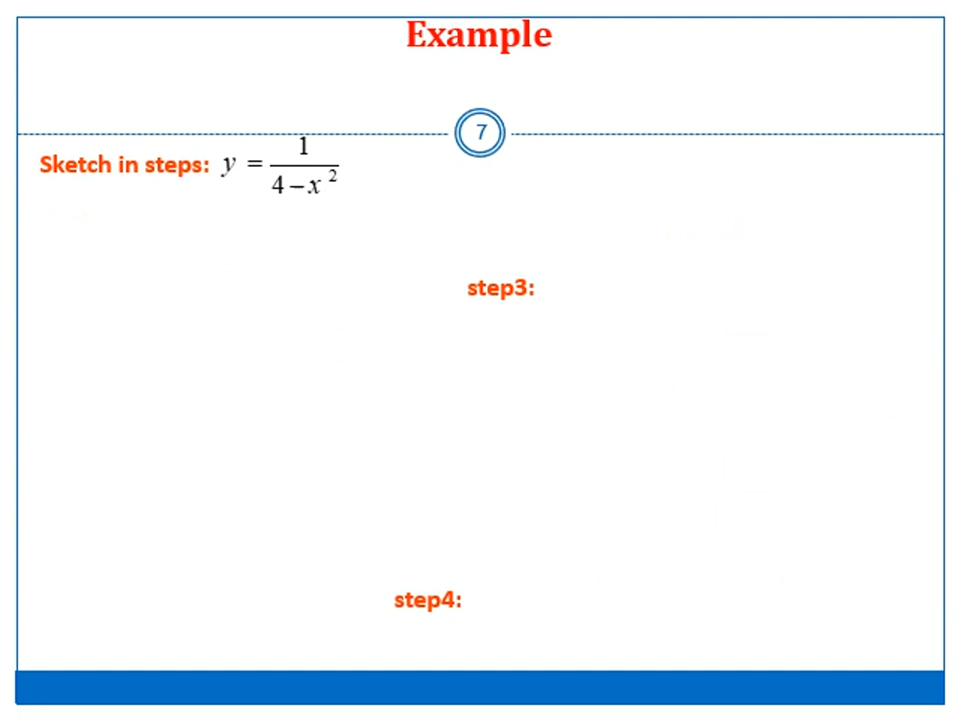 Example
7
Sketch in steps: y = 1 / (4 − x²)
step3:
step4: